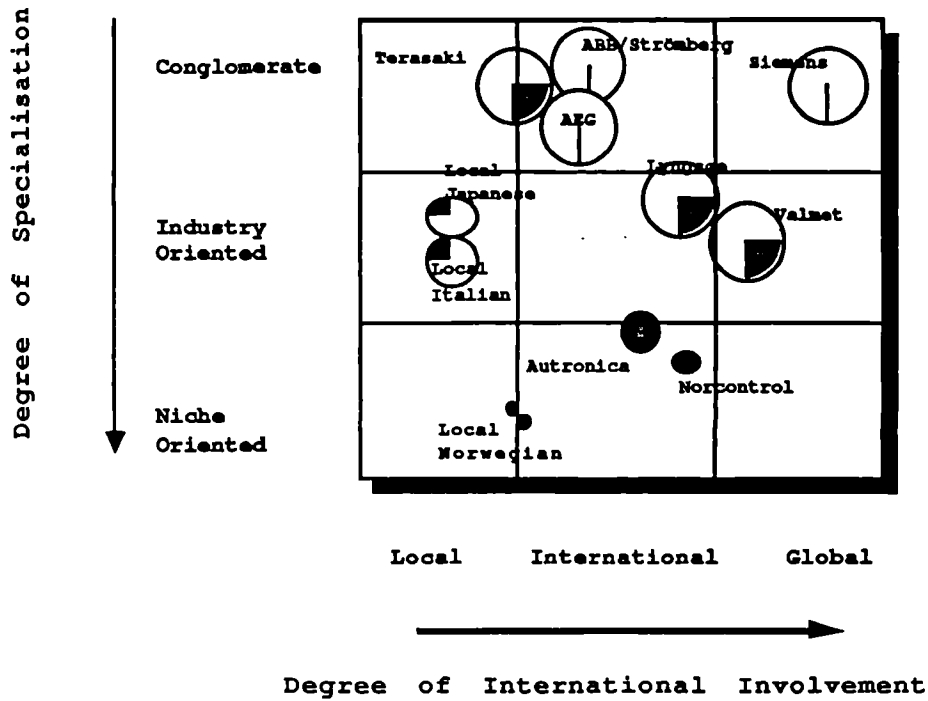 Degree of Specialisation
Conglomerate
Industry
Oriented
Niche
Oriented
Terasaki
ABB/Strömberg
Siemens
AEG
Local
Japanese
Lyngsøe
Valmet
Local
Italian
Autronica
Norcontrol
Local
Norwegian
Local International Global
Degree of International Involvement